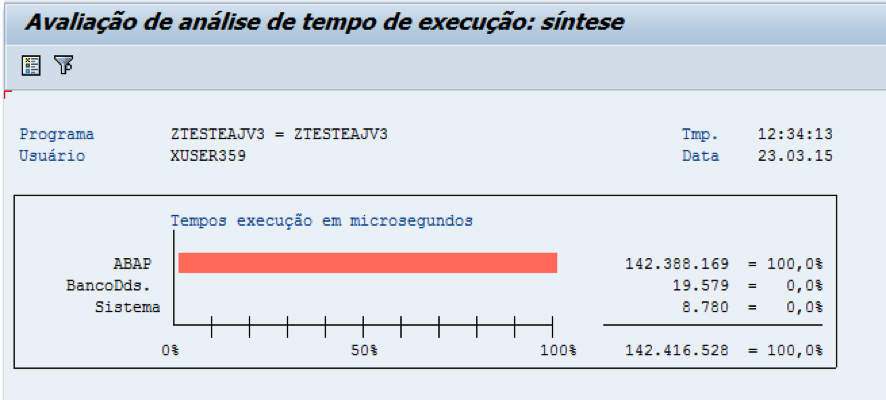 Avaliação de análise de tempo de execução: síntese
Programa ZTESTEAJV3 = ZTESTEAJV3 Tmp. 12:34:13
Usuário XUSER359 Data 23.03.15
Tempos execução em microsegundos
ABAP 142.388.169 = 100,0%
BancoDds. 19.579 = 0,0%
Sistema 8.780 = 0,0%
0% 50% 100% 142.416.528 = 100,0%